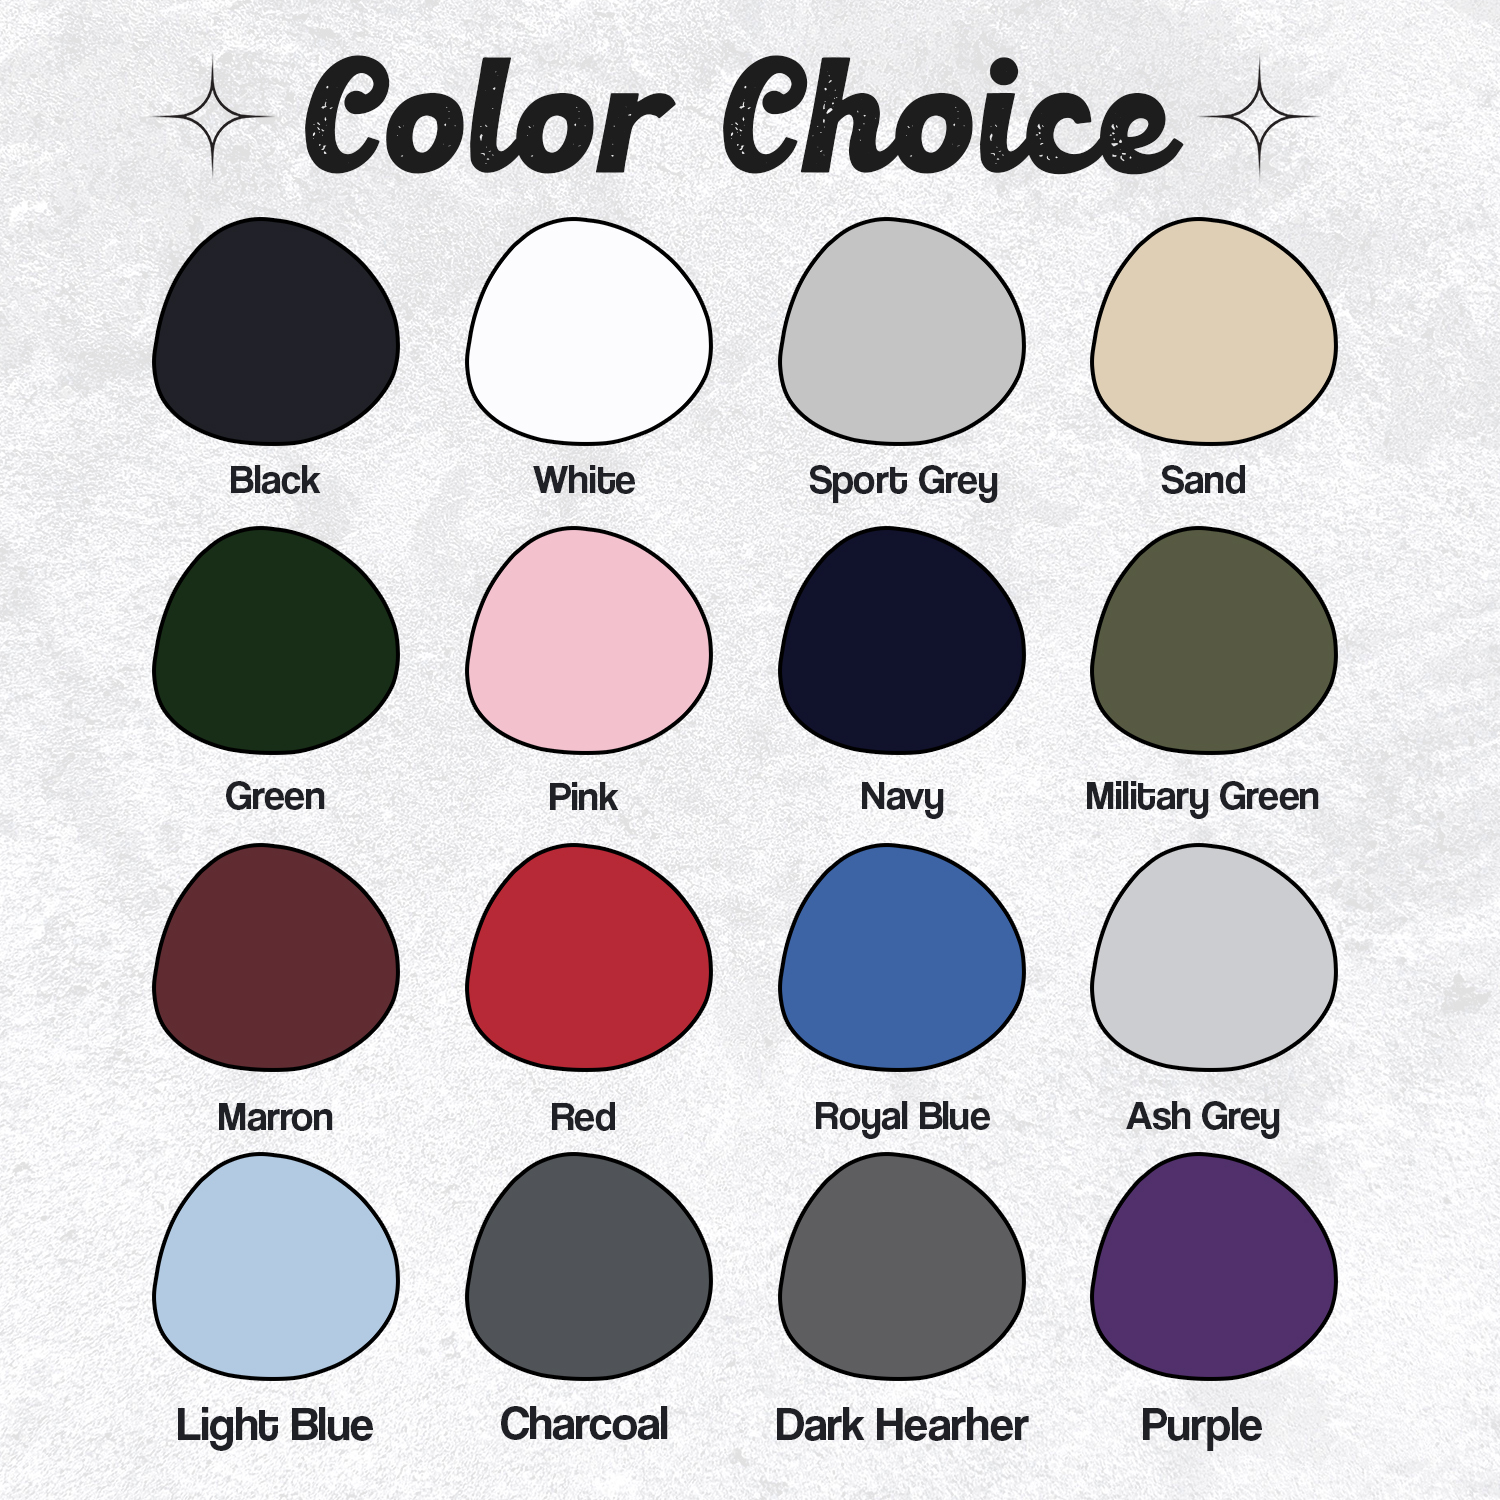 Color Choice
Black White Sport Grey Sand
Green Pink Navy Military Green
Marron Red Royal Blue Ash Grey
Light Blue Charcoal Dark Hearher Purple